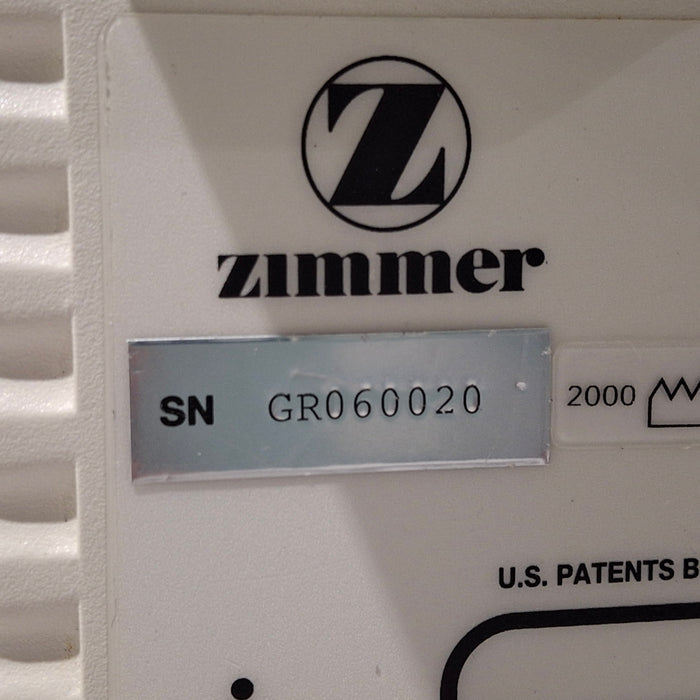 Z
zimmer
SN GR060020
2000
U.S. PATENTS B